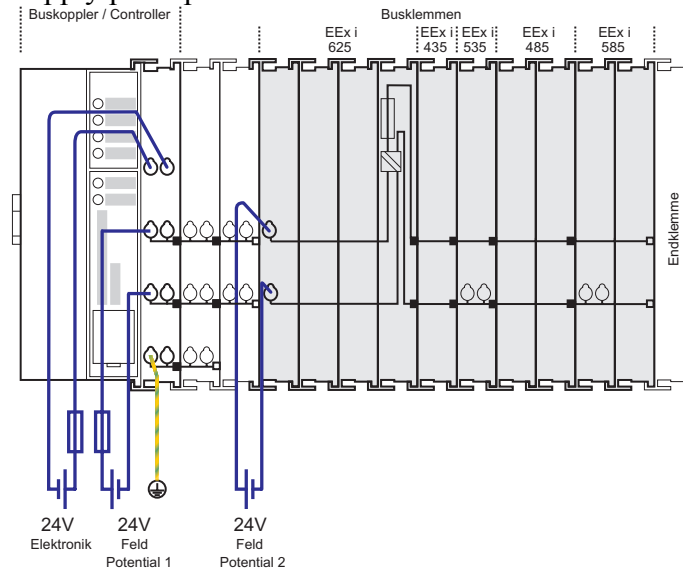 Buskoppler / Controller
Busklemmen
EEx i
625
EEx i
435
EEx i
535
EEx i
485
EEx i
585
Endklemme
24V
Elektronik
24V
Feld
Potential 1
24V
Feld
Potential 2